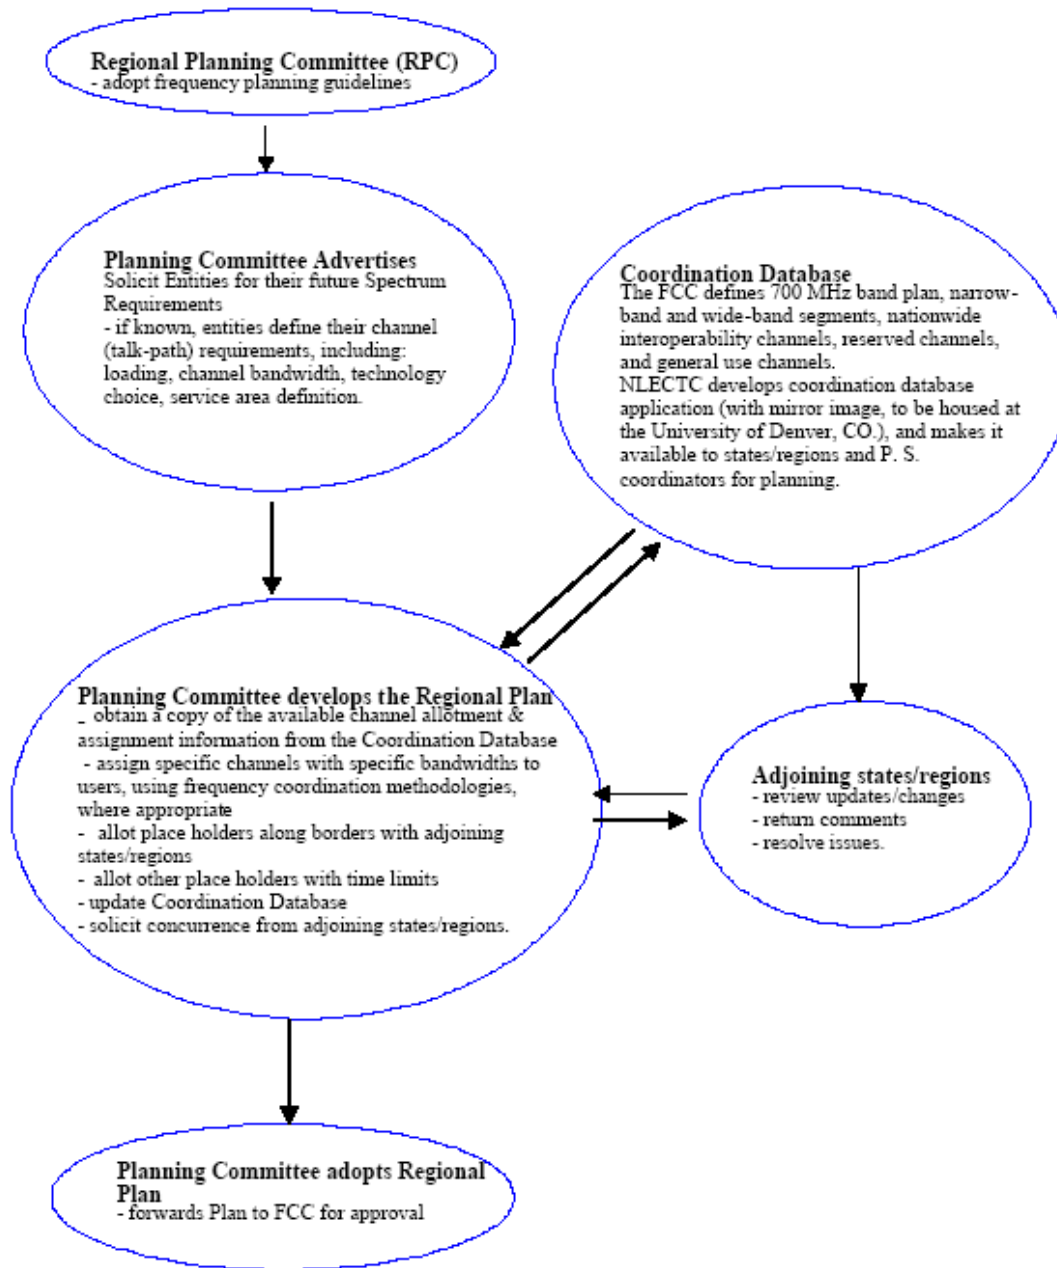 Regional Planning Committee (RPC)
- adopt frequency planning guidelines
Planning Committee Advertises
Solicit Entities for their future Spectrum
Requirements
- if known, entities define their channel
(talk-path) requirements, including:
loading, channel bandwidth, technology
choice, service area definition.
Coordination Database
The FCC defines 700 MHz band plan, narrow-
band and wide-band segments, nationwide
interoperability channels, reserved channels,
and general use channels.
NLECTC develops coordination database
application (with mirror image, to be housed at
the University of Denver, CO.), and makes it
available to states/regions and P. S.
coordinators for planning.
Planning Committee develops the Regional Plan
- obtain a copy of the available channel allotment &
assignment information from the Coordination Database
- assign specific channels with specific bandwidths to
users, using frequency coordination methodologies,
where appropriate
- allot place holders along borders with adjoining
states/regions
- allot other place holders with time limits
- update Coordination Database
- solicit concurrence from adjoining states/regions.
Adjoining states/regions
- review updates/changes
- return comments
- resolve issues.
Planning Committee adopts Regional
Plan
- forwards Plan to FCC for approval